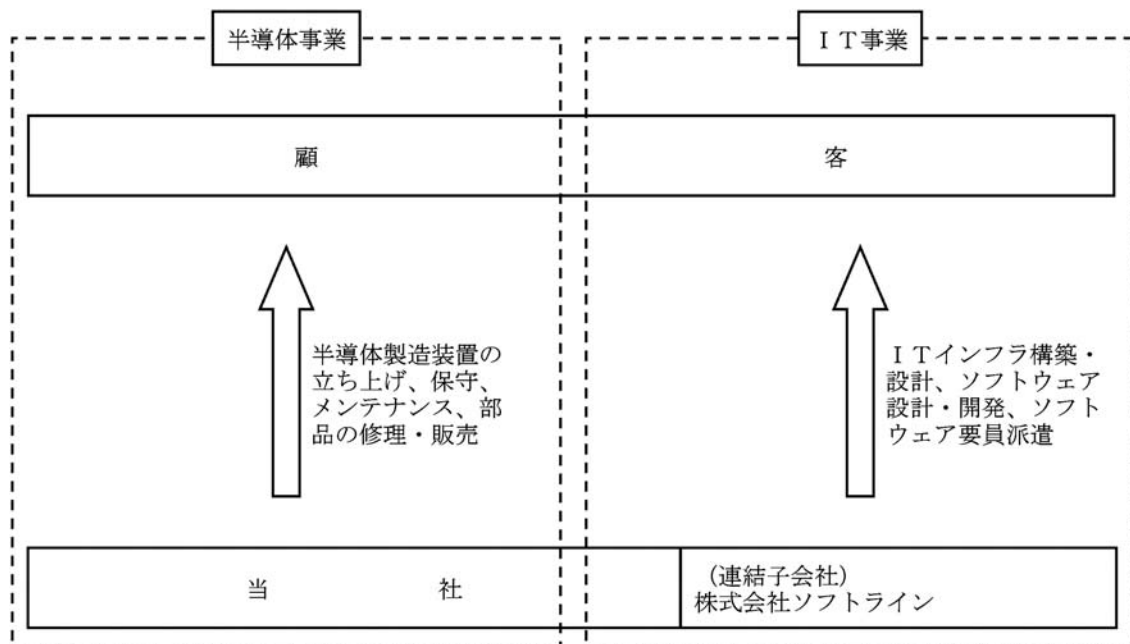 半導体事業
ＩＴ事業
顧　　　　　　　　客
半導体製造装置の
立ち上げ、保守、
メンテナンス、部
品の修理・販売
ＩＴインフラ構築・
設計、ソフトウェア
設計・開発、ソフト
ウェア要員派遣
当　　　　　社
（連結子会社）
株式会社ソフトライン